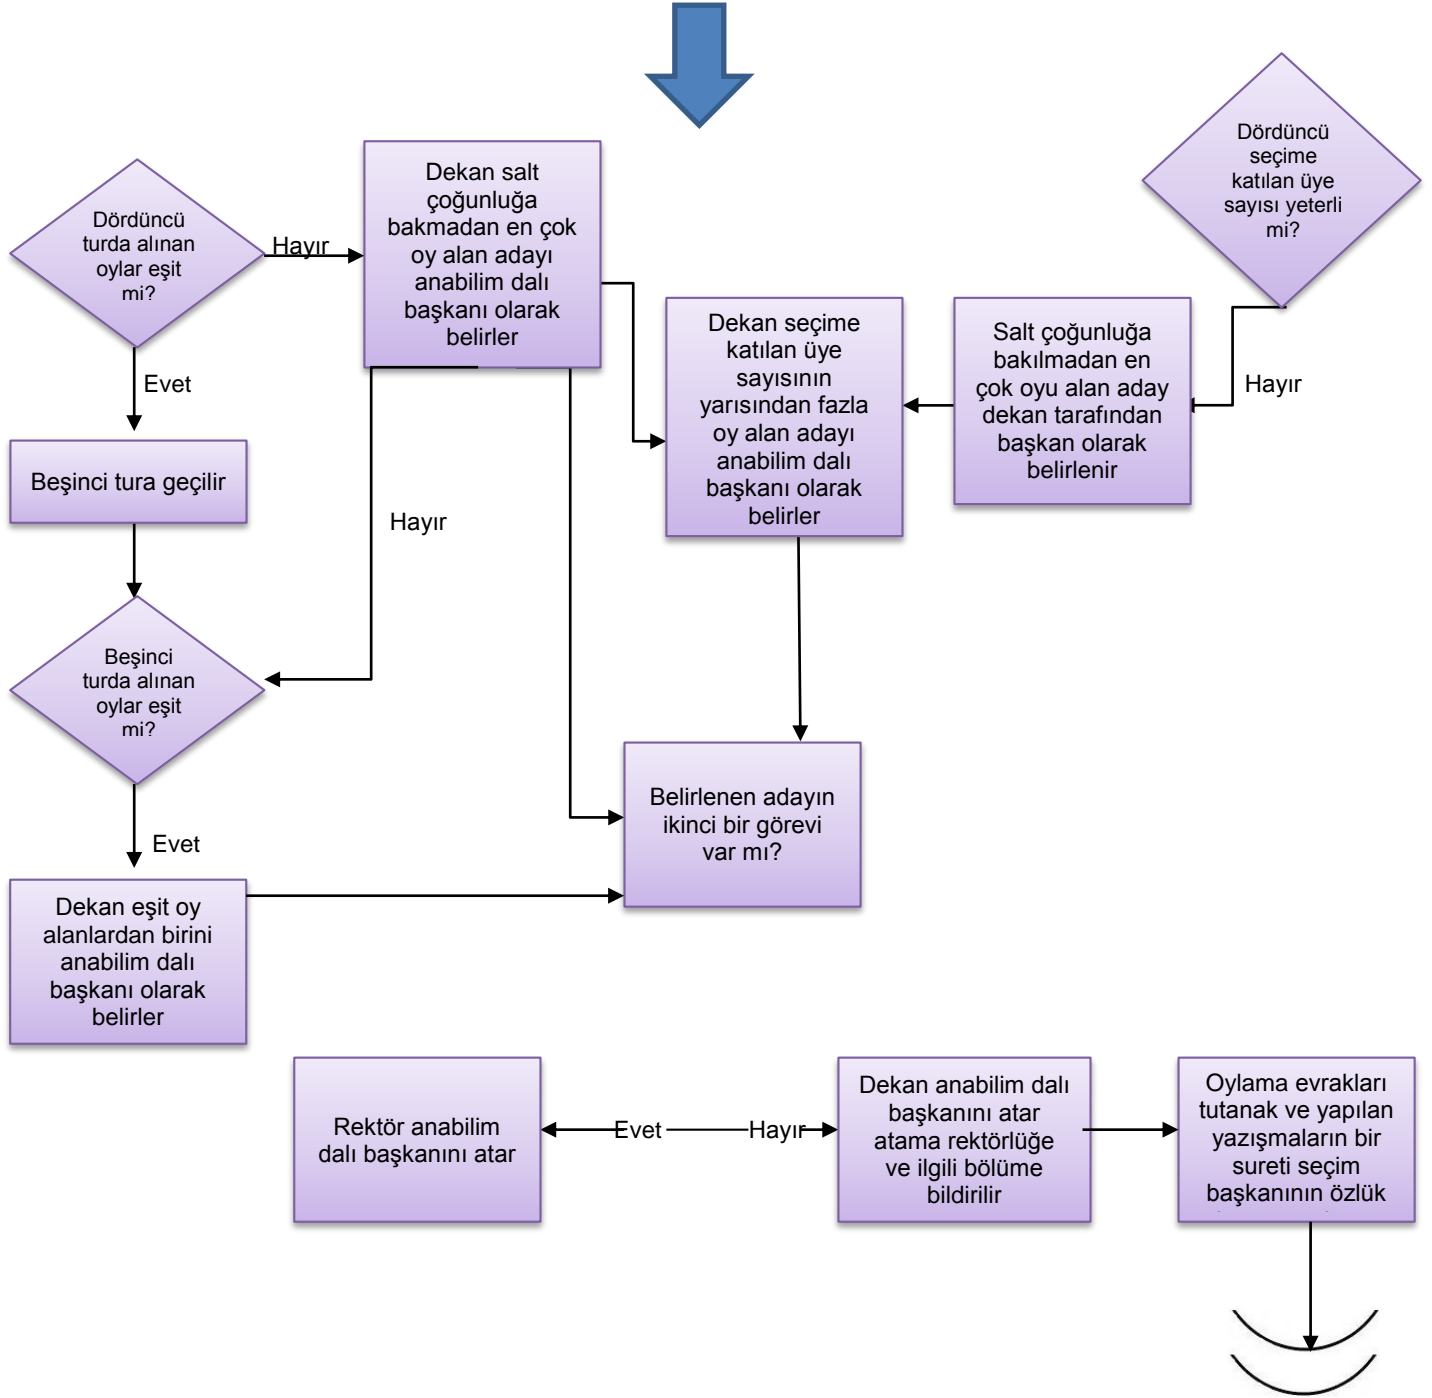 Dördüncü
seçime
katılan üye
sayısı yeterli
mi?
Dördüncü
turda alınan
oylar eşit
mi?
Hayır
Dekan salt
çoğunluğa
bakmadan en çok
oy alan adayı
anabilim dalı
başkanı olarak
belirler
Dekan seçime
katılan üye
sayısının
yarısından fazla
oy alan adayı
anabilim dalı
başkanı olarak
belirler
Salt çoğunluğa
bakılmadan en
çok oyu alan aday
dekan tarafından
başkan olarak
belirlenir
Hayır
Evet
Beşinci tura geçilir
Hayır
Beşinci
turda alınan
oylar eşit
mi?
Evet
Belirlenen adayın
ikinci bir görevi
var mı?
Dekan eşit oy
alanlardan birini
anabilim dalı
başkanı olarak
belirler
Rektör anabilim
dalı başkanını atar
Evet
Hayır
Dekan anabilim dalı
başkanını atar
atama rektörlüğe
ve ilgili bölüme
bildirilir
Oylama evrakları
tutanak ve yapılan
yazışmaların bir
sureti seçim
başkanının özlük